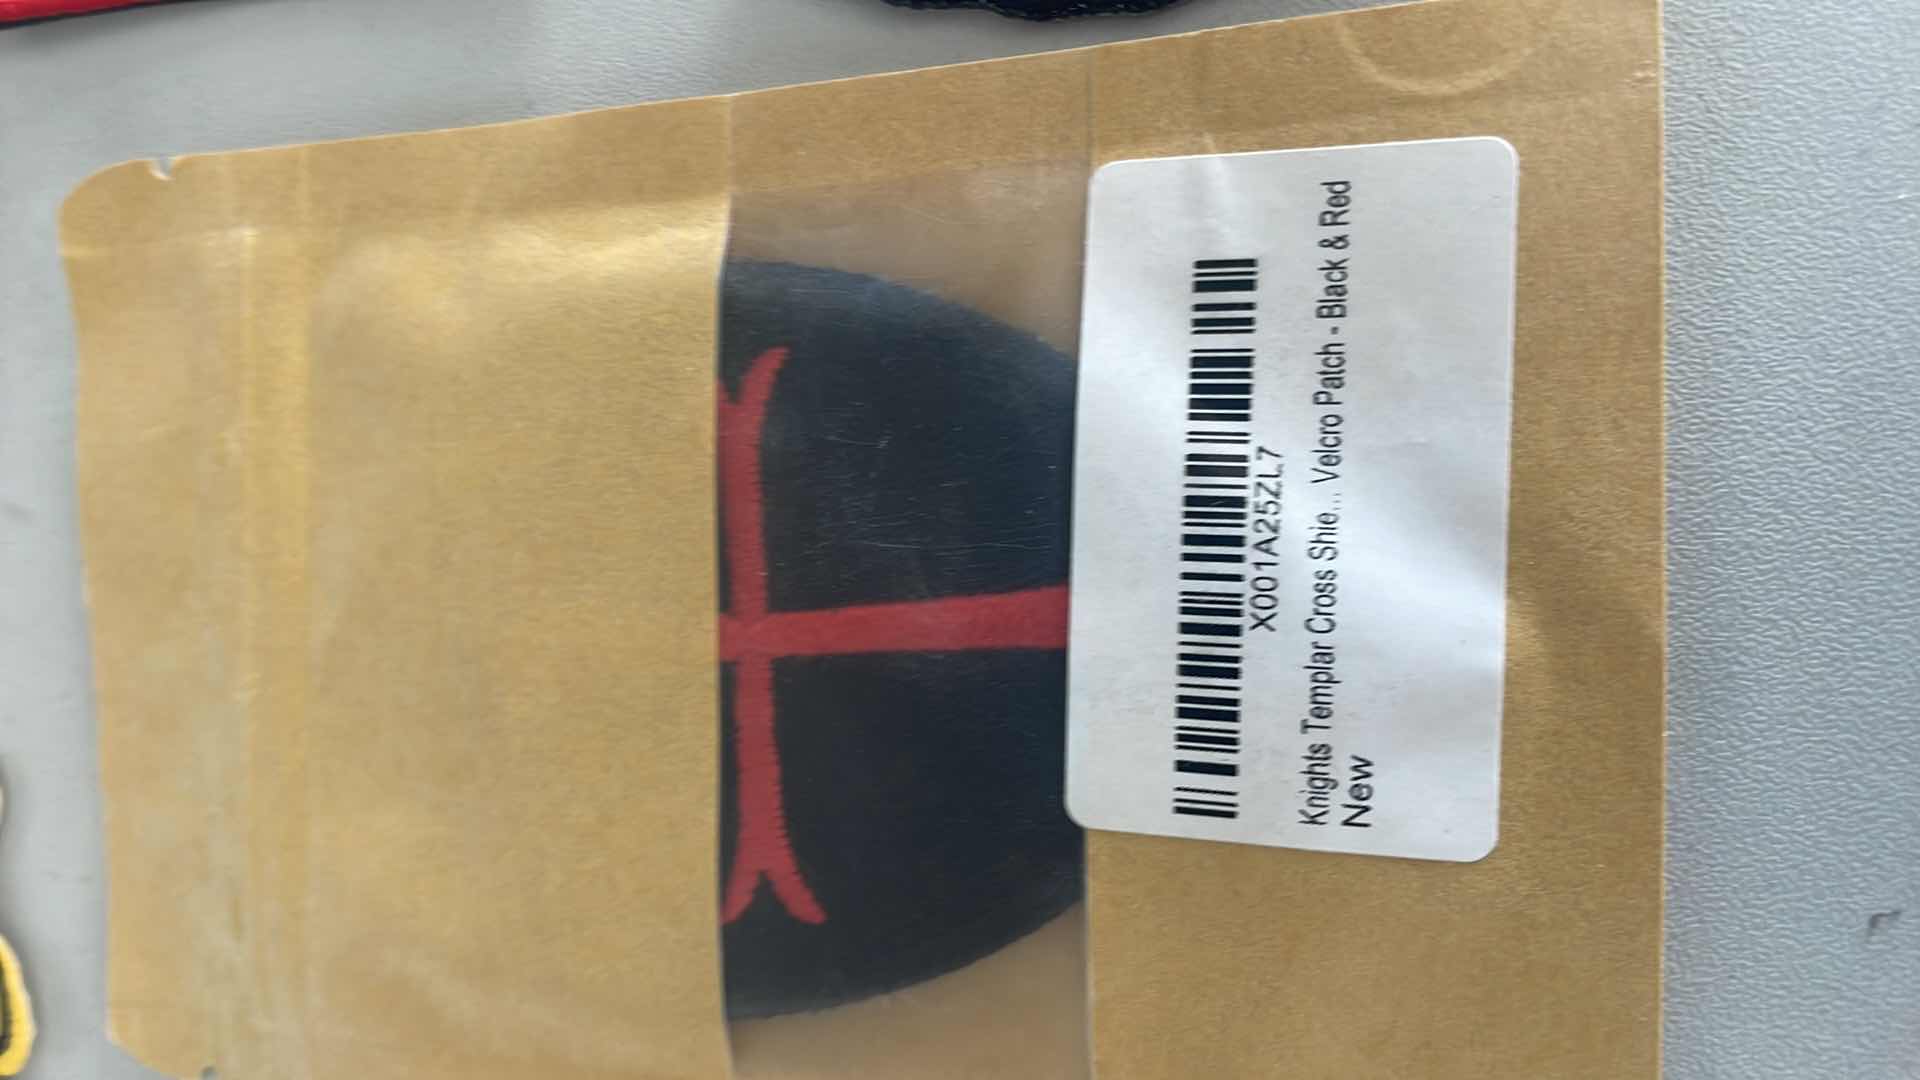 X001A25ZL7
Knights Templar Cross Shie... Velcro Patch - Black & Red
New